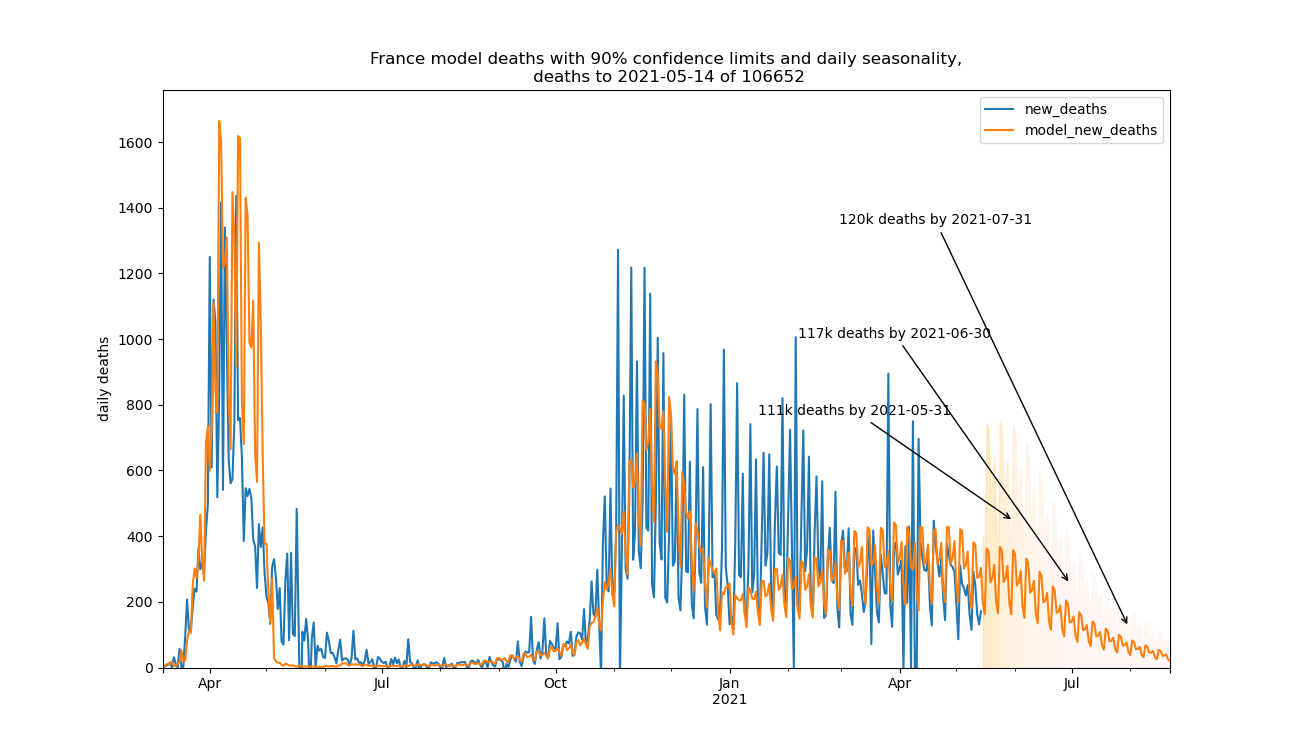 France model deaths with 90% confidence limits and daily seasonality,
deaths to 2021-05-14 of 106652
new_deaths
model_new_deaths
1600
1400
1200
1000
800
600
400
200
0
daily deaths
120k deaths by 2021-07-31
117k deaths by 2021-06-30
111k deaths by 2021-05-31
Apr Jul Oct Jan Apr Jul
2021